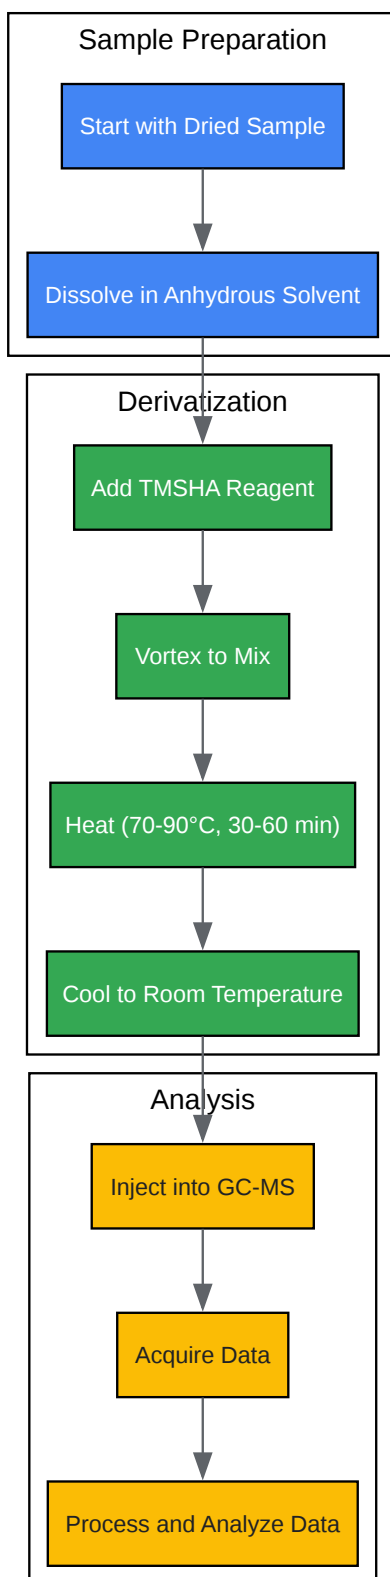 Sample Preparation
Start with Dried Sample
Dissolve in Anhydrous Solvent
Derivatization
Add TMSHA Reagent
Vortex to Mix
Heat (70-90°C, 30-60 min)
Cool to Room Temperature
Analysis
Inject into GC-MS
Acquire Data
Process and Analyze Data